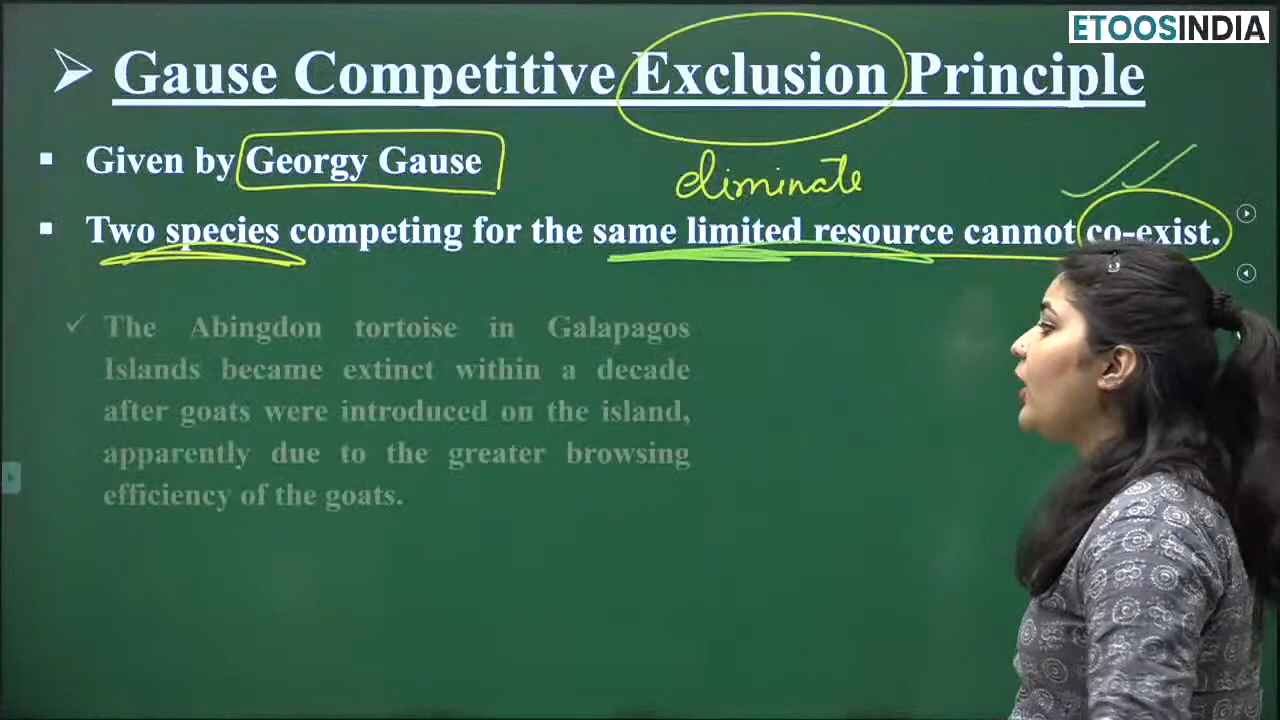 ETOOSINDIA
➢ Gause Competitive Exclusion Principle
▪ Given by Georgy Gause
eliminate
▪ Two species competing for the same limited resource cannot co-exist.
✓ The Abingdon tortoise in Galapagos
Islands became extinct within a decade
after goats were introduced on the island,
apparently due to the greater browsing
efficiency of the goats.